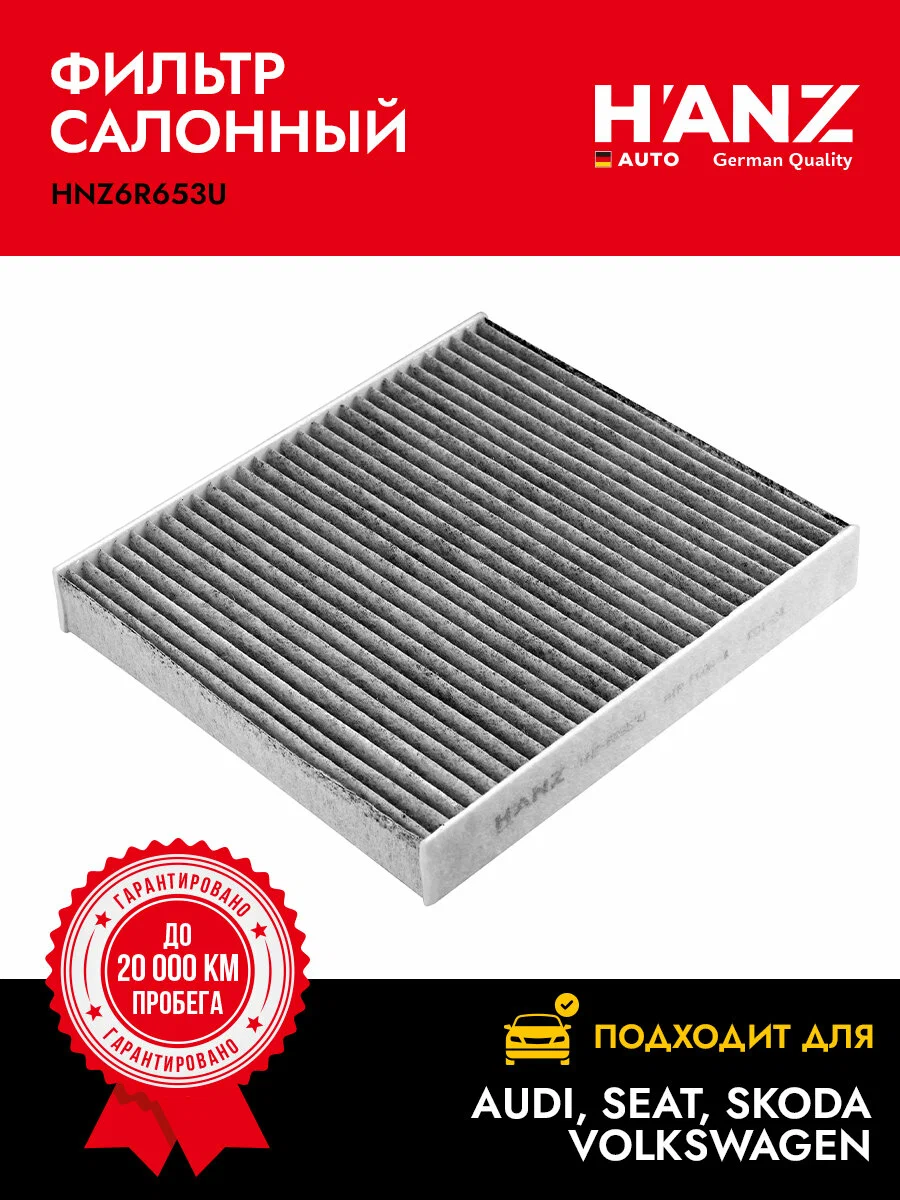 ФИЛЬТР
САЛОННЫЙ
HNZ6R653U
H'ANZ
AUTO German Quality
HANZ
ГАРАНТИРОВАНО
ДО
20 000 КМ
ПРОБЕГА
ГАРАНТИРОВАНО
ПОДХОДИТ ДЛЯ
AUDI, SEAT, SKODA
VOLKSWAGEN